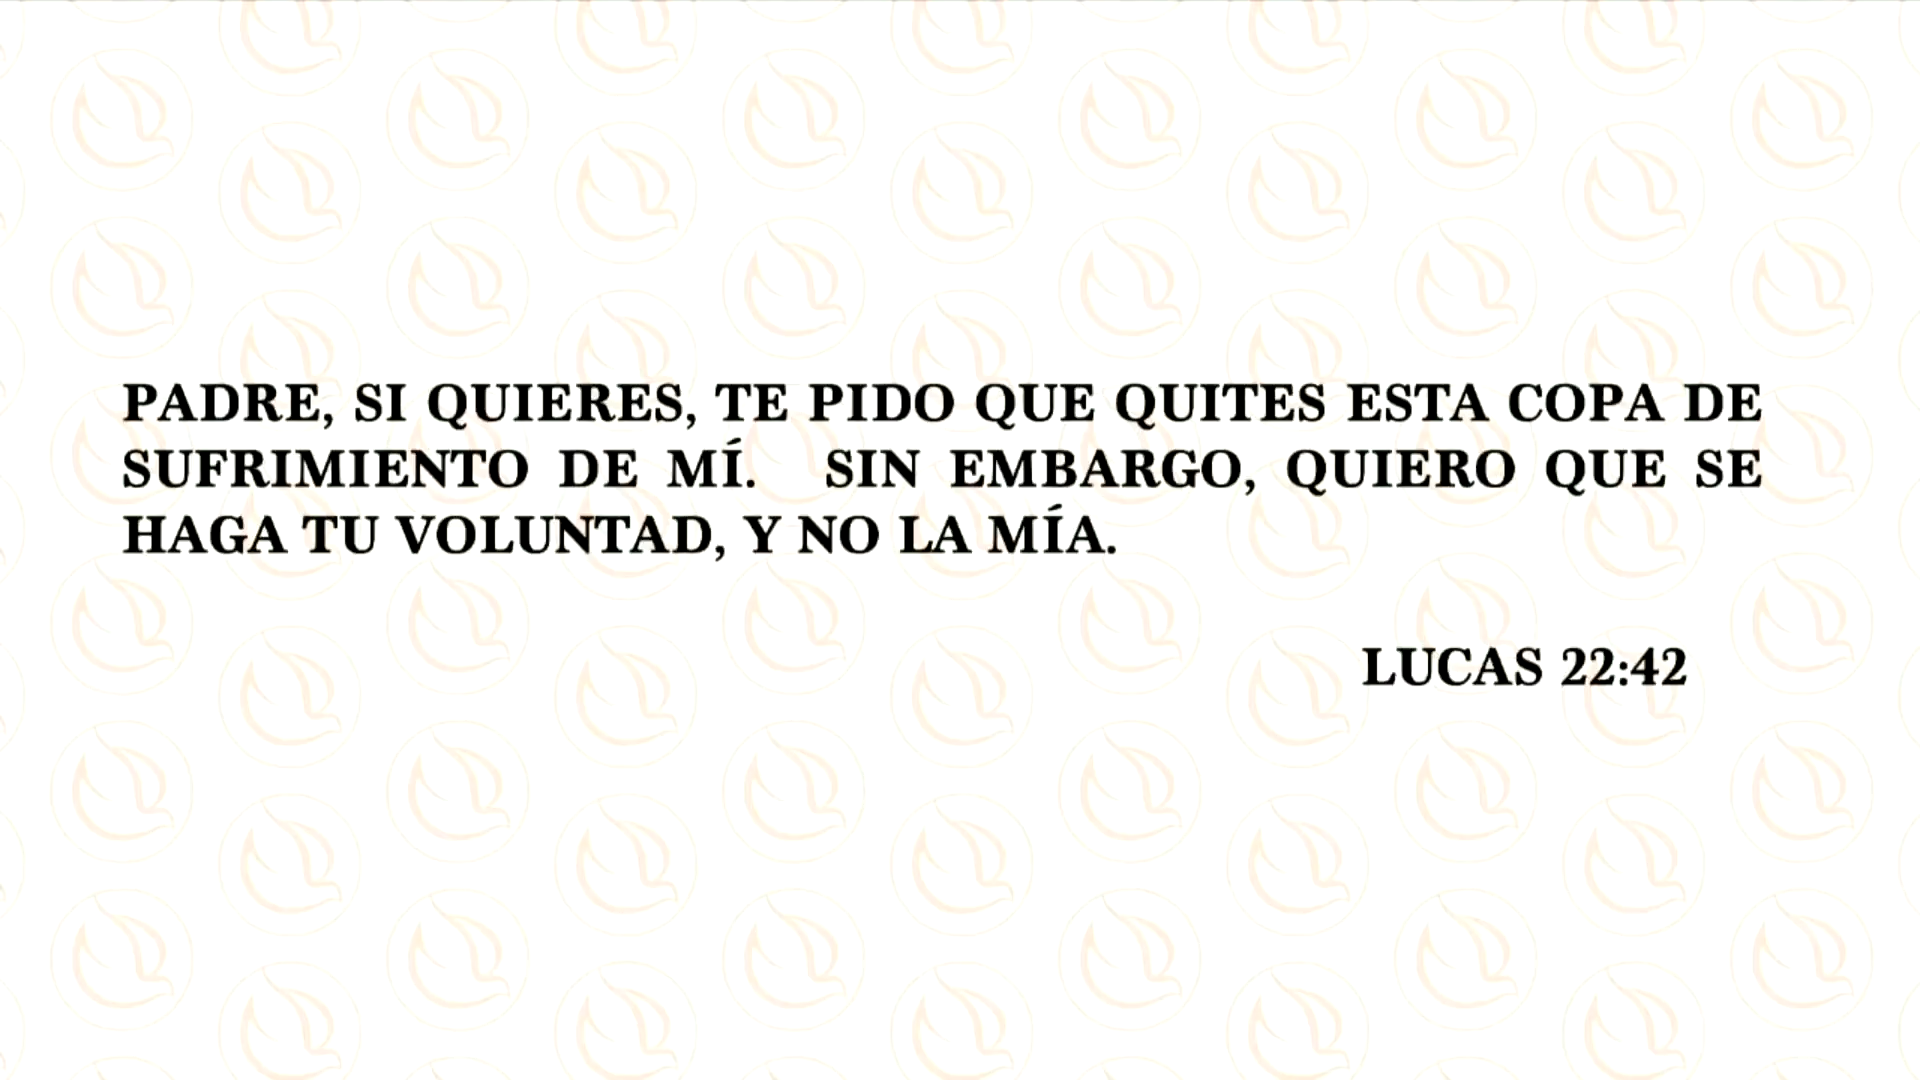 PADRE, SI QUIERES, TE PIDO QUE QUITES ESTA COPA DE
SUFRIMIENTO DE MÍ. SIN EMBARGO, QUIERO QUE SE
HAGA TU VOLUNTAD, Y NO LA MÍA.
LUCAS 22:42